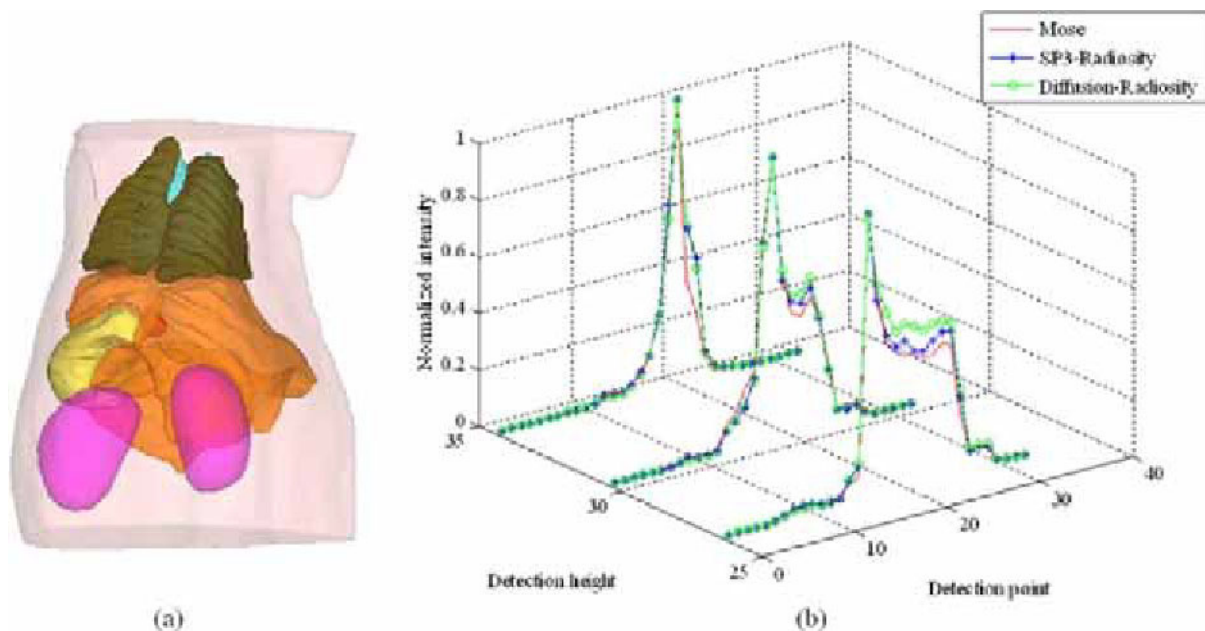 Mose
SP3-Radiosity
Diffusion-Radiosity
1
0.8
0.6
0.4
0.2
0
Normalized intensity
35
30
25
Detection height
0
10
20
30
40
Detection point
(a)
(b)